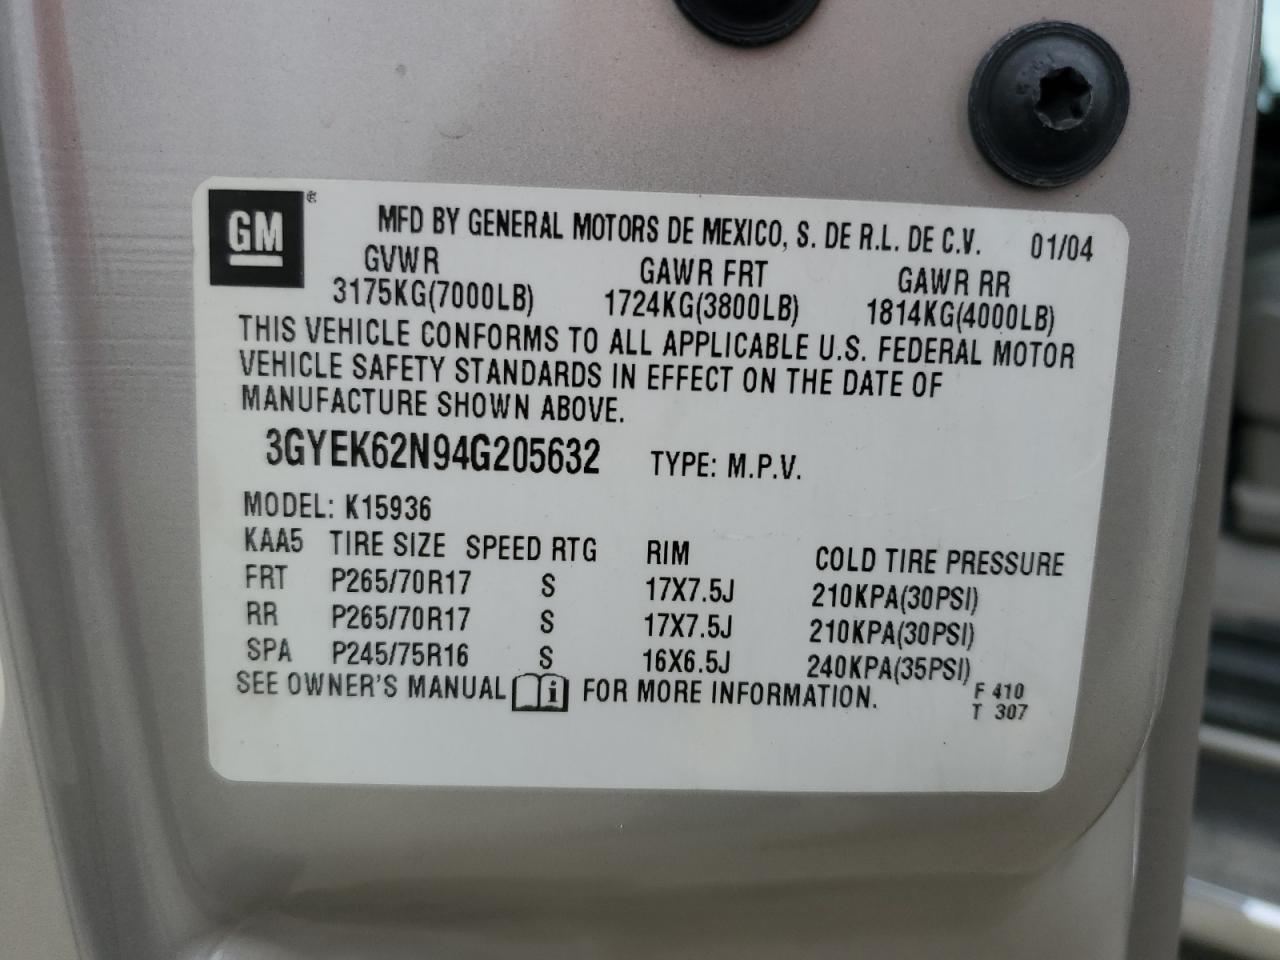 GM
MFD BY GENERAL MOTORS DE MEXICO, S. DE R.L. DE C.V. 01/04
GVWR GAWR FRT GAWR RR
3175KG(7000LB) 1724KG(3800LB) 1814KG(4000LB)
THIS VEHICLE CONFORMS TO ALL APPLICABLE U.S. FEDERAL MOTOR
VEHICLE SAFETY STANDARDS IN EFFECT ON THE DATE OF
MANUFACTURE SHOWN ABOVE.
3GYEK62N94G205632 TYPE: M.P.V.
MODEL: K15936
KAA5 TIRE SIZE SPEED RTG RIM COLD TIRE PRESSURE
FRT P265/70R17 S 17X7.5J 210KPA(30PSI)
RR P265/70R17 S 17X7.5J 210KPA(30PSI)
SPA P245/75R16 S 16X6.5J 240KPA(35PSI)
SEE OWNER'S MANUAL i FOR MORE INFORMATION. F 410
T 307